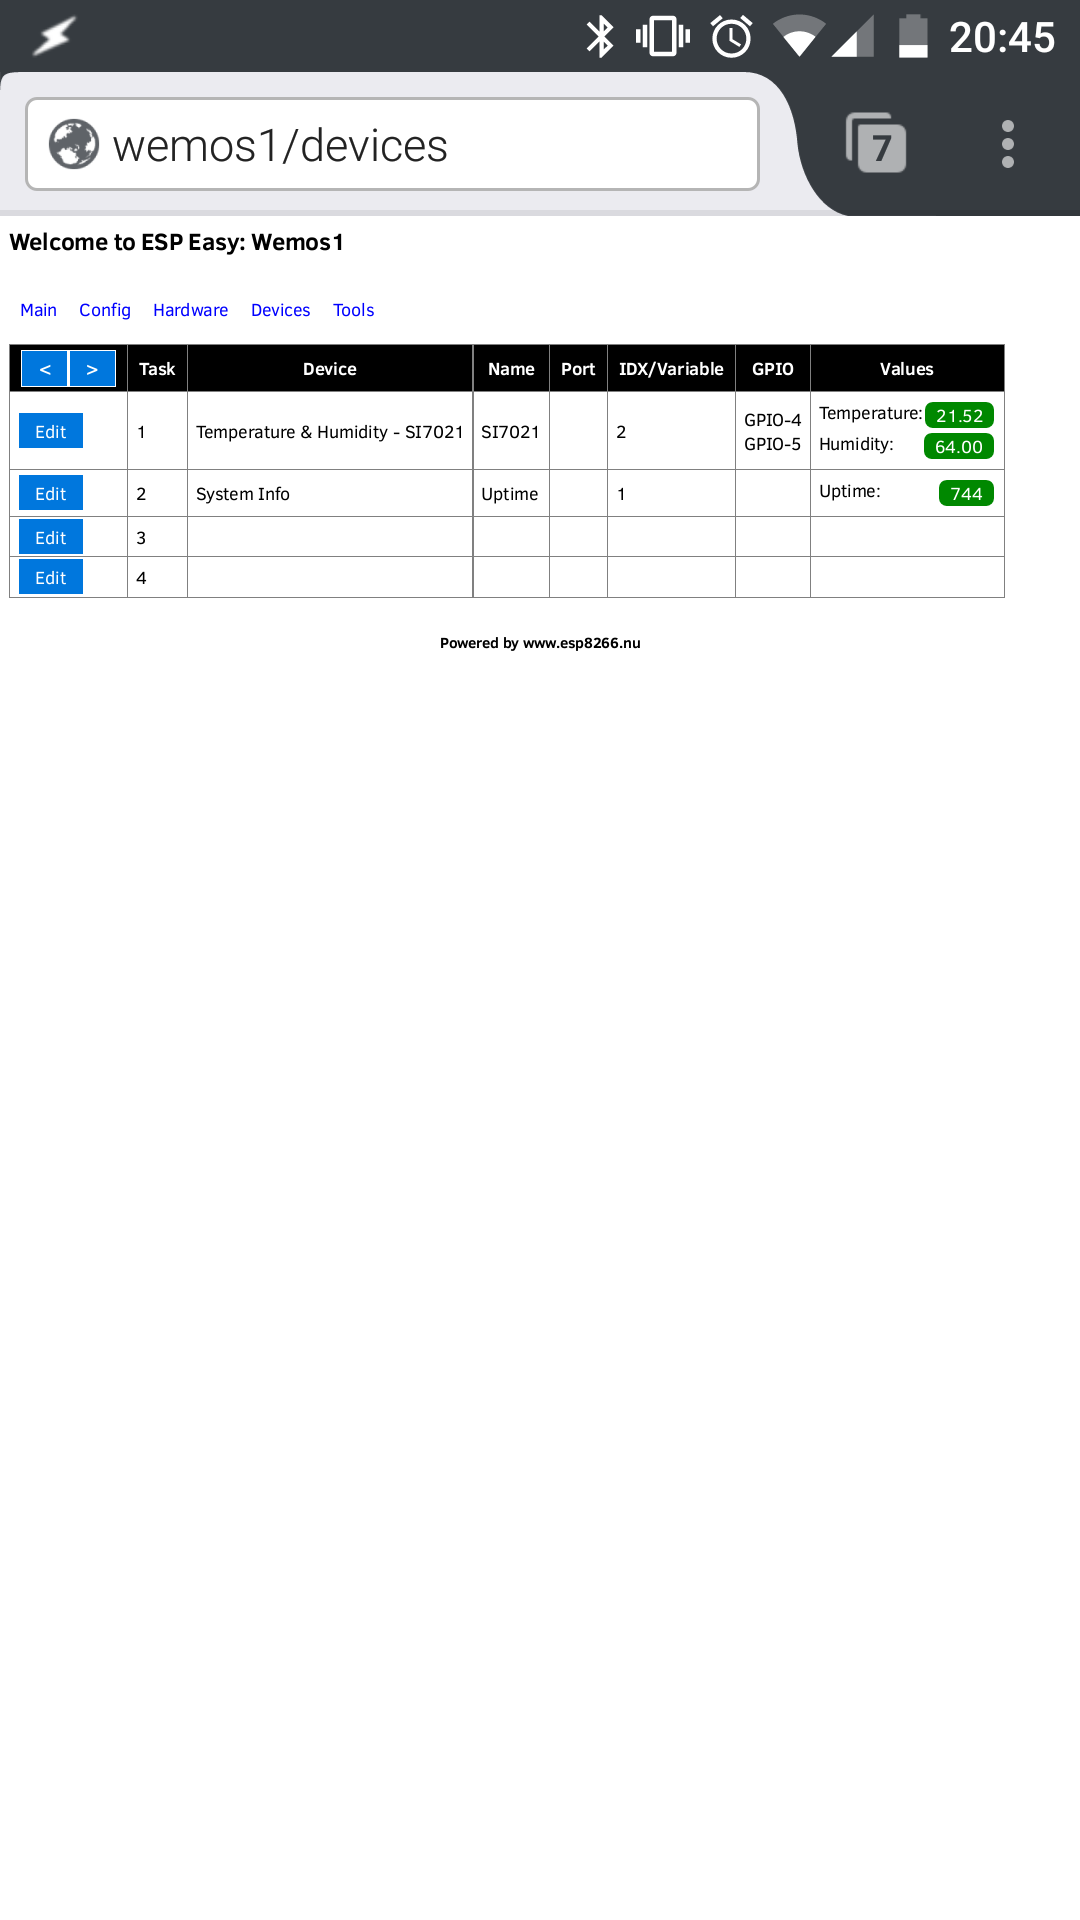 20:45
wemos1/devices
7
Welcome to ESP Easy: Wemos1
Main Config Hardware Devices Tools
< > Task Device Name Port IDX/Variable GPIO Values
Edit 1 Temperature & Humidity - SI7021 SI7021 2 GPIO-4 GPIO-5 Temperature: 21.52 Humidity: 64.00
Edit 2 System Info Uptime 1 Uptime: 744
Edit 3
Edit 4
Powered by www.esp8266.nu